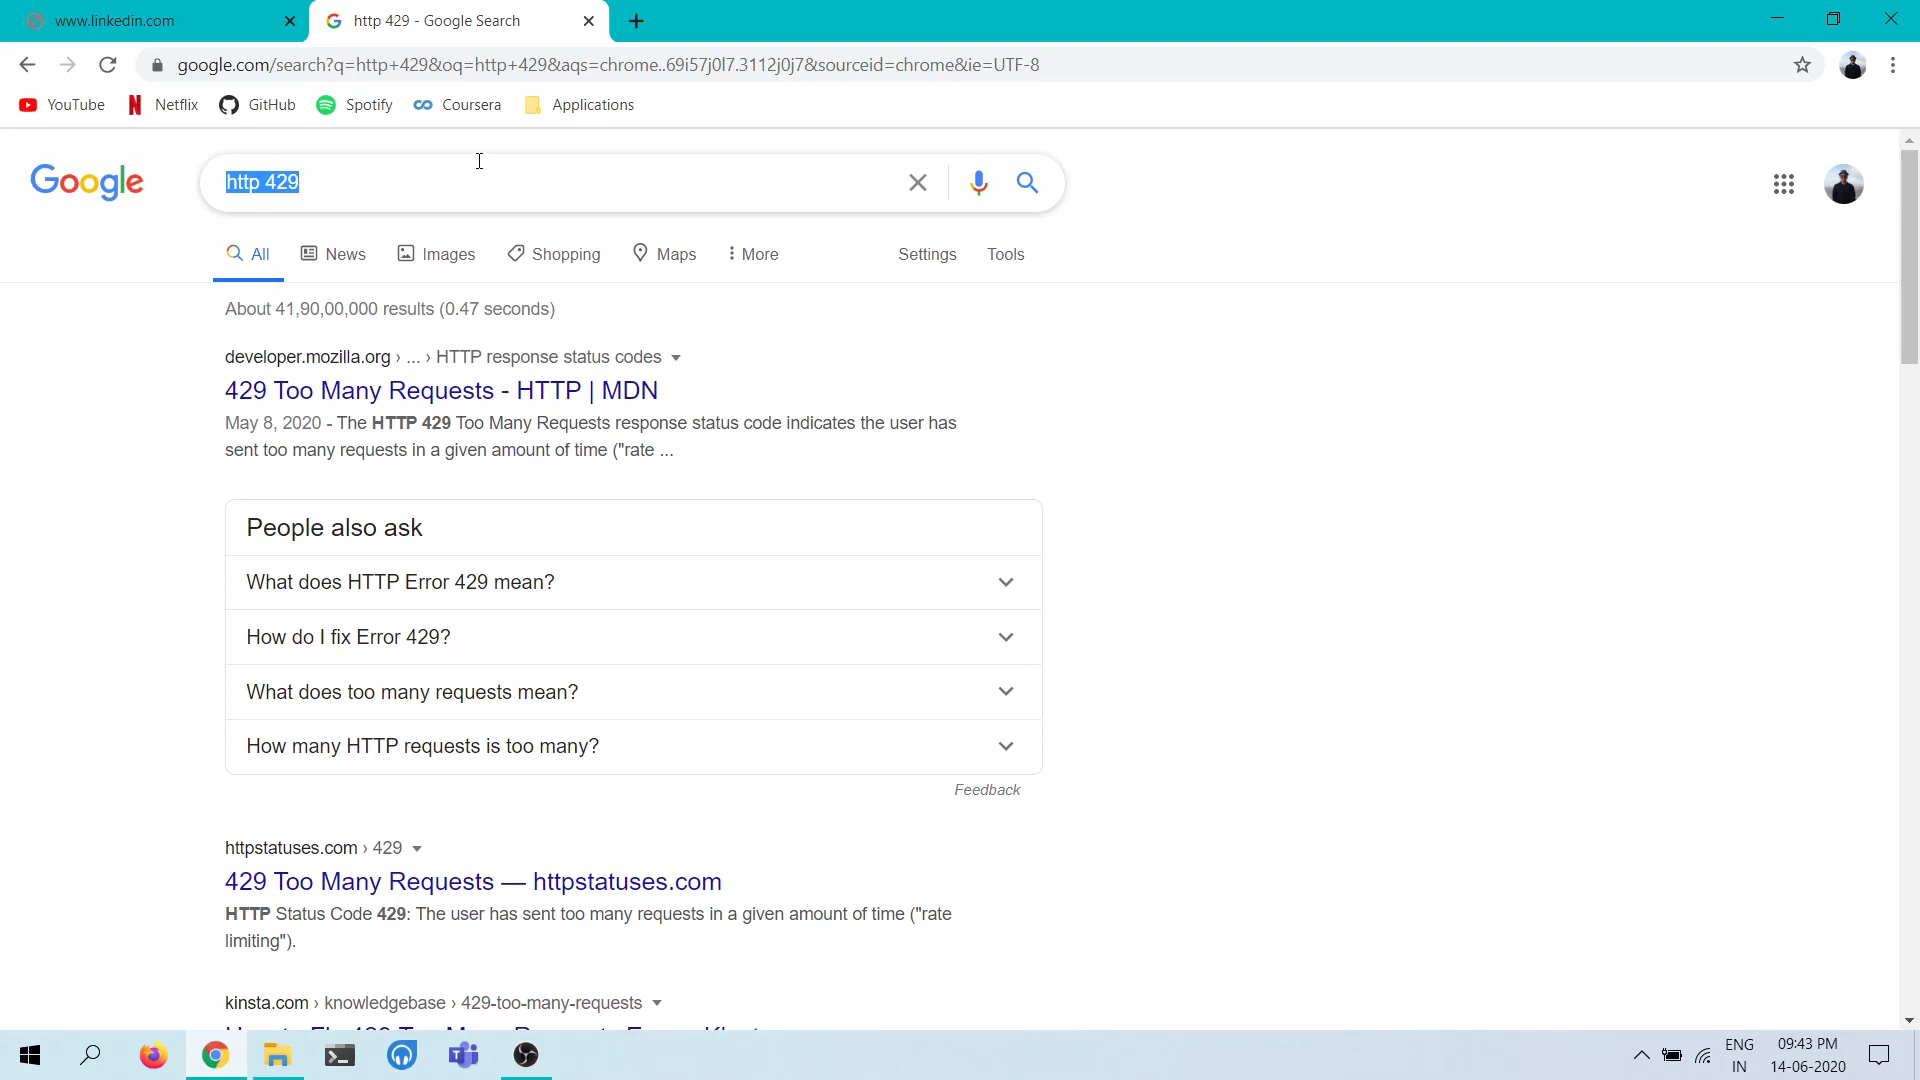 www.linkedin.com
http 429 - Google Search
google.com/search?q=http+429&oq=http+429&aqs=chrome..69i57j0l7.3112j0j7&sourceid=chrome&ie=UTF-8
YouTube
Netflix
GitHub
Spotify
Coursera
Applications
Google
http 429
All
News
Images
Shopping
Maps
More
Settings
Tools
About 41,90,00,000 results (0.47 seconds)
developer.mozilla.org › ... › HTTP response status codes
429 Too Many Requests - HTTP | MDN
May 8, 2020 - The HTTP 429 Too Many Requests response status code indicates the user has
sent too many requests in a given amount of time ("rate ...
People also ask
What does HTTP Error 429 mean?
How do I fix Error 429?
What does too many requests mean?
How many HTTP requests is too many?
Feedback
httpstatuses.com › 429
429 Too Many Requests — httpstatuses.com
HTTP Status Code 429: The user has sent too many requests in a given amount of time ("rate
limiting").
kinsta.com › knowledgebase › 429-too-many-requests
ENG
IN
09:43 PM
14-06-2020